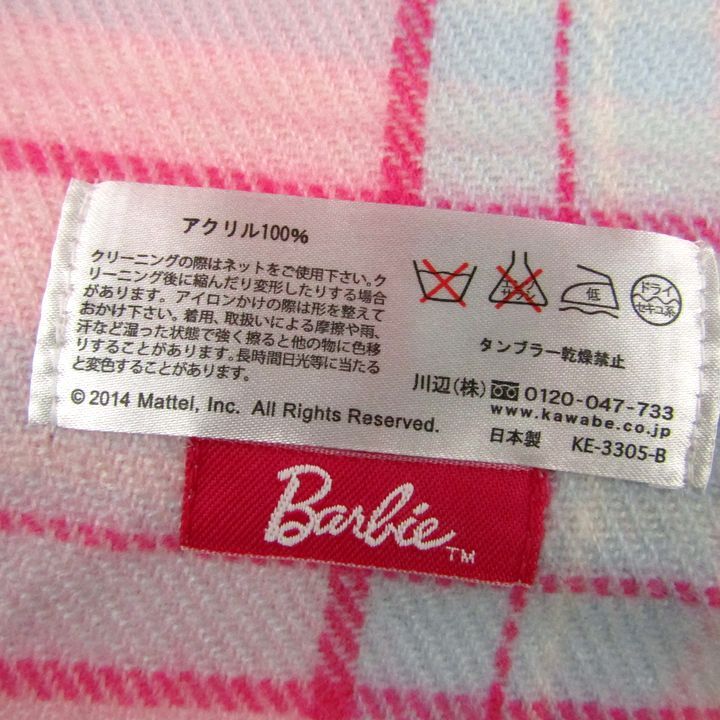 アクリル100%
クリーニングの際はネットをご使用下さい。ク
リーニング後に縮んだり変形したりする場合
があります。アイロンかけの際は形を整えて
おかけ下さい。着用、取扱いによる摩擦や雨、
汗など湿った状態で強く擦ると他の物に色移
りすることがあります。長時間日光等に当たる
と変色することがあります。
© 2014 Mattel, Inc. All Rights Reserved.
エンソ
サラシ
低
ドライ
セキユ系
タンブラー乾燥禁止
川辺(株) 0120-047-733
www.kawabe.co.jp
日本製 KE-3305-B
Barbie TM